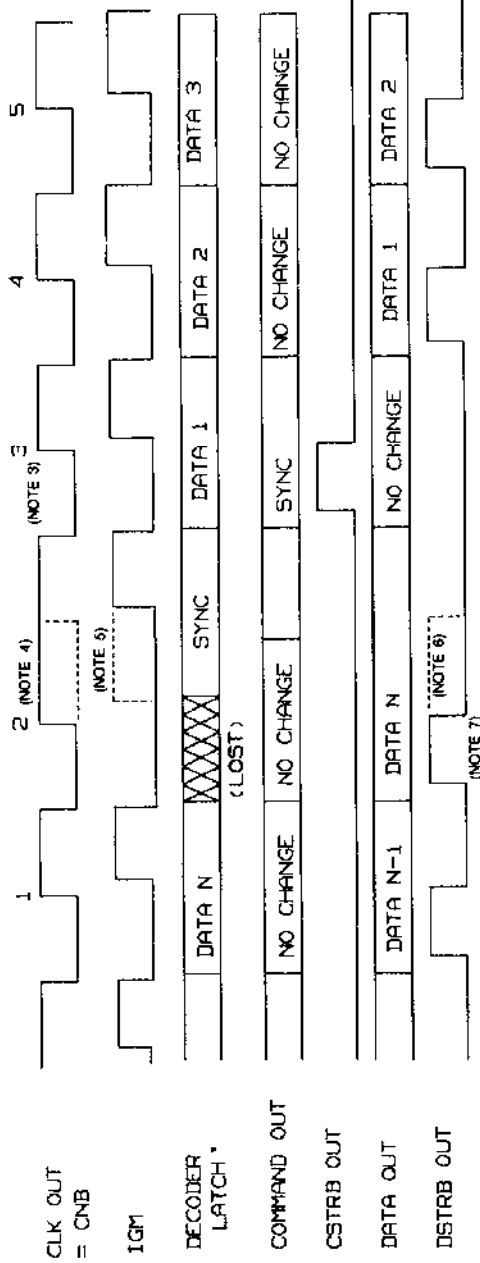 CLK OUT
= CNB
1
2
3
4
5
(NOTE 4)
(NOTE 3)
IGM
(NOTE 5)
DECODER
LATCH *
DATA N
SYNC
DATA 1
DATA 2
DATA 3
(LOST)
COMMAND OUT
NO CHANGE
NO CHANGE
SYNC
NO CHANGE
NO CHANGE
CSTRB OUT
DATA OUT
DATA N-1
DATA N
NO CHANGE
DATA 1
DATA 2
DSTRB OUT
(NOTE 6)
(NOTE 7)